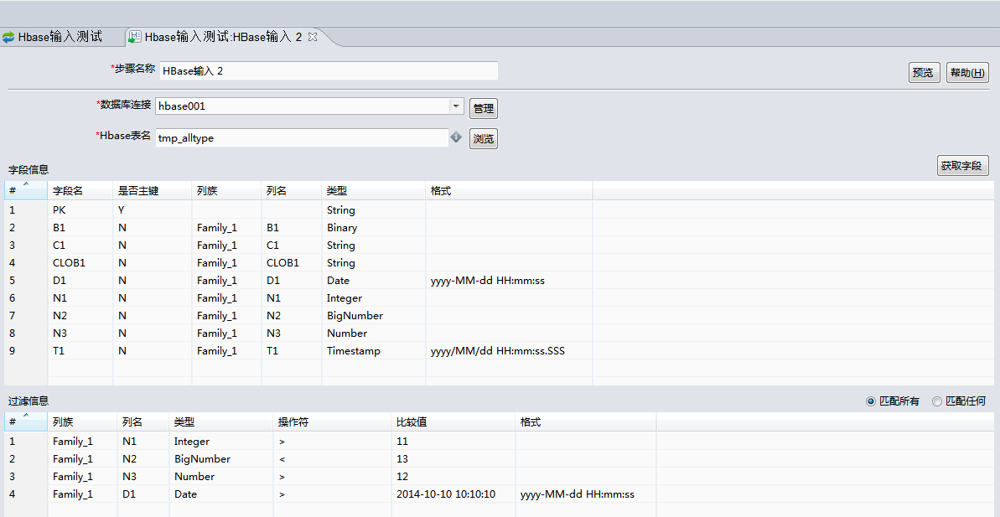 Hbase输入测试 Hbase输入测试:HBase输入 2
*步骤名称 HBase输入 2 预览 帮助(H)
*数据库连接 hbase001 管理
*Hbase表名 tmp_alltype 浏览
字段信息 获取字段
# 字段名 是否主键 列族 列名 类型 格式
1 PK Y String
2 B1 N Family_1 B1 Binary
3 C1 N Family_1 C1 String
4 CLOB1 N Family_1 CLOB1 String
5 D1 N Family_1 D1 Date yyyy-MM-dd HH:mm:ss
6 N1 N Family_1 N1 Integer
7 N2 N Family_1 N2 BigNumber
8 N3 N Family_1 N3 Number
9 T1 N Family_1 T1 Timestamp yyyy/MM/dd HH:mm:ss.SSS
过滤信息 匹配所有 匹配任何
# 列族 列名 类型 操作符 比较值 格式
1 Family_1 N1 Integer > 11
2 Family_1 N2 BigNumber < 13
3 Family_1 N3 Number > 12
4 Family_1 D1 Date > 2014-10-10 10:10:10 yyyy-MM-dd HH:mm:ss